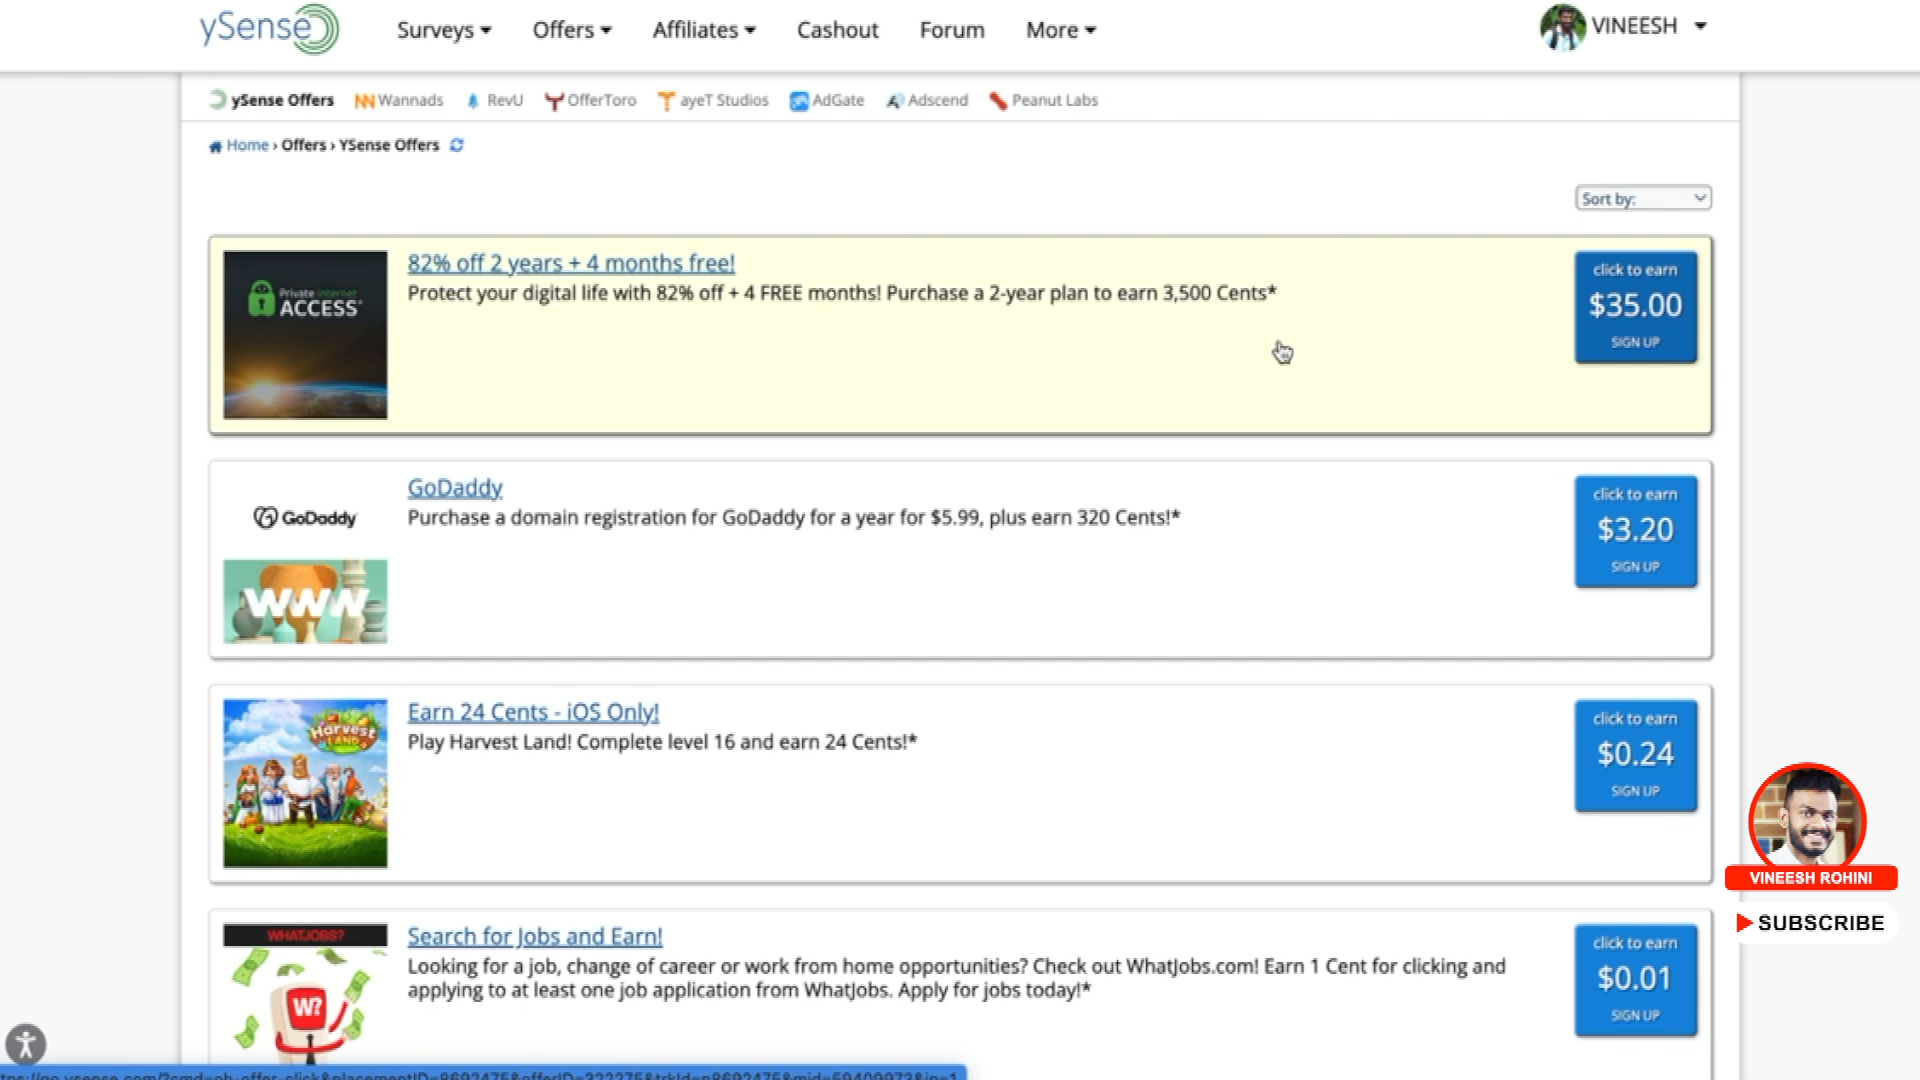 ySense
Surveys Offers Affiliates Cashout Forum More VINEESH
ySense Offers Wannads RevU OfferToro ayeT Studios AdGate Adscend Peanut Labs
Home › Offers › YSense Offers
Sort by:
Private Internet
ACCESS
82% off 2 years + 4 months free!
Protect your digital life with 82% off + 4 FREE months! Purchase a 2-year plan to earn 3,500 Cents*
click to earn
$35.00
SIGN UP
GoDaddy
www
GoDaddy
Purchase a domain registration for GoDaddy for a year for $5.99, plus earn 320 Cents!*
click to earn
$3.20
SIGN UP
Harvest
LAND
Earn 24 Cents - iOS Only!
Play Harvest Land! Complete level 16 and earn 24 Cents!*
click to earn
$0.24
SIGN UP
WHATJOBS?
W?
Search for Jobs and Earn!
Looking for a job, change of career or work from home opportunities? Check out WhatJobs.com! Earn 1 Cent for clicking and
applying to at least one job application from WhatJobs. Apply for jobs today!*
click to earn
$0.01
SIGN UP
VINEESH ROHINI
SUBSCRIBE